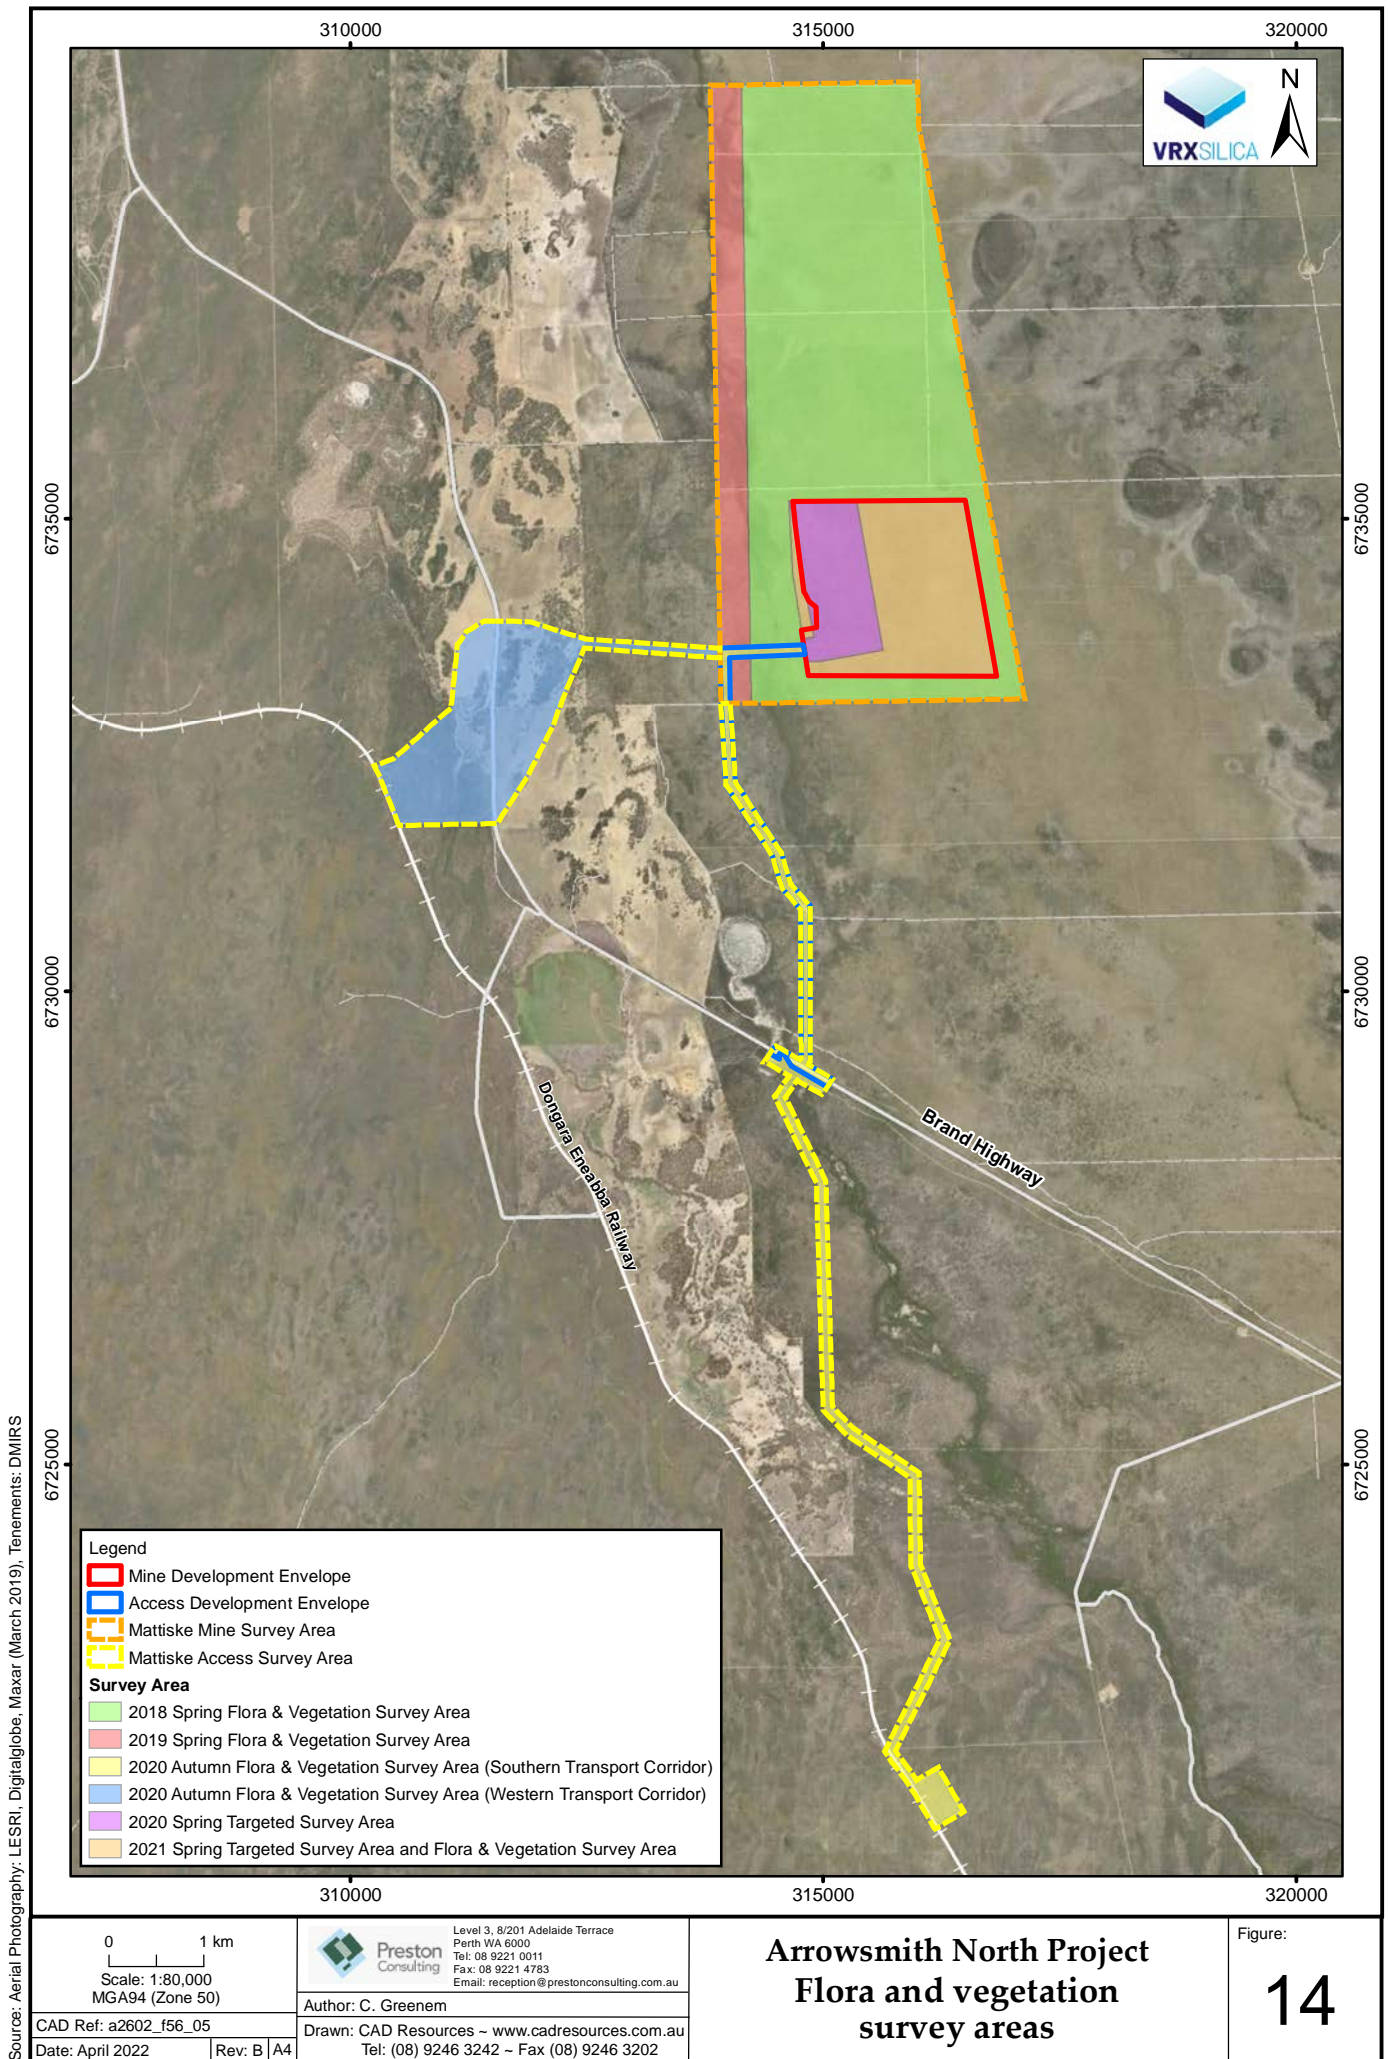 310000
315000
320000
N
VRXSILICA
6735000
6735000
6730000
6730000
Dongara Eneabba Railway
Brand Highway
6725000
6725000
Legend
Mine Development Envelope
Access Development Envelope
Mattiske Mine Survey Area
Mattiske Access Survey Area
Survey Area
2018 Spring Flora & Vegetation Survey Area
2019 Spring Flora & Vegetation Survey Area
2020 Autumn Flora & Vegetation Survey Area (Southern Transport Corridor)
2020 Autumn Flora & Vegetation Survey Area (Western Transport Corridor)
2020 Spring Targeted Survey Area
2021 Spring Targeted Survey Area and Flora & Vegetation Survey Area
310000
315000
320000
Source: Aerial Photography: LESRI, Digitalglobe, Maxar (March 2019), Tenements: DMIRS
0 1 km
Scale: 1:80,000
MGA94 (Zone 50)
CAD Ref: a2602_f56_05
Date: April 2022
Rev: B
A4
Preston
Consulting
Level 3, 8/201 Adelaide Terrace
Perth WA 6000
Tel: 08 9221 0011
Fax: 08 9221 4783
Email: reception@prestonconsulting.com.au
Author: C. Greenem
Drawn: CAD Resources ~ www.cadresources.com.au
Tel: (08) 9246 3242 ~ Fax (08) 9246 3202
Arrowsmith North Project
Flora and vegetation
survey areas
Figure:
14